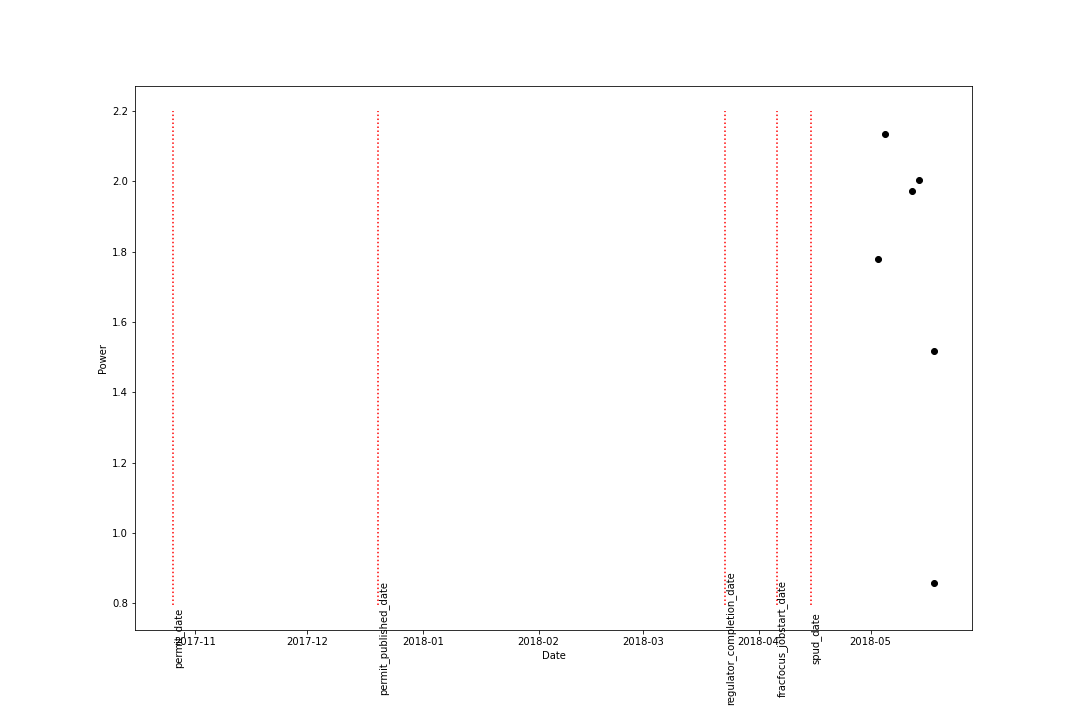 2.2
2.0
1.8
1.6
1.4
1.2
1.0
0.8
Power
2017-11
2017-12
2018-01
2018-02
2018-03
2018-04
2018-05
Date
permit_date
permit_published_date
regulator_completion_date
fracfocus_jobstart_date
spud_date